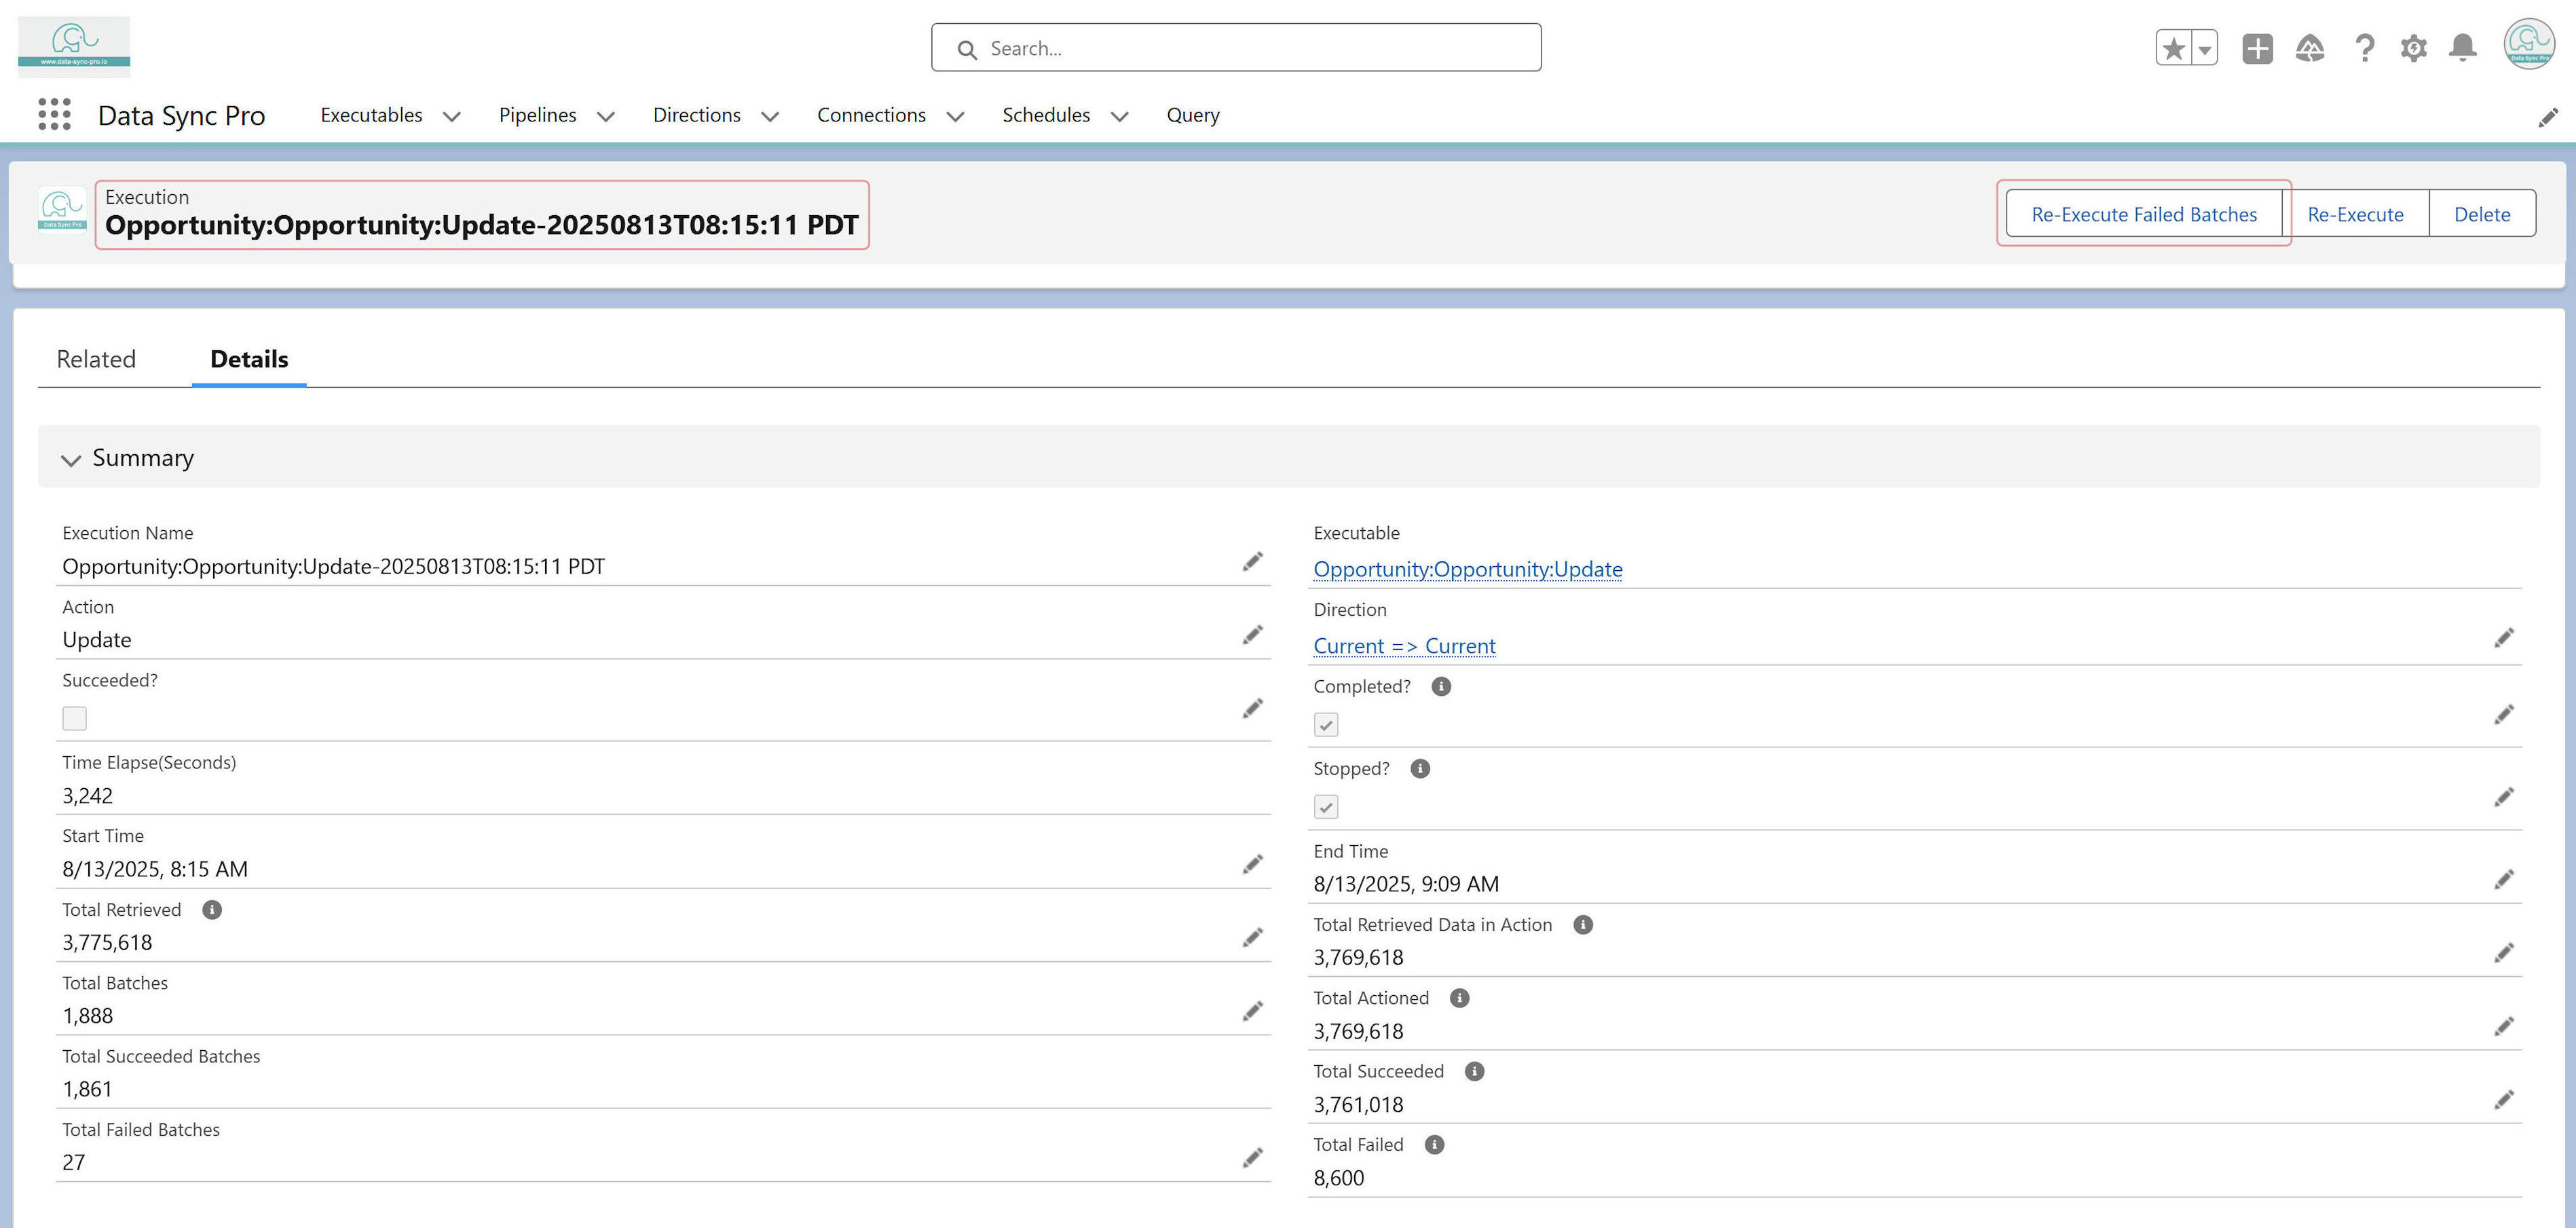 www.data-sync-pro.io
Search...
Data Sync Pro
Data Sync Pro
Executables
Pipelines
Directions
Connections
Schedules
Query
Data Sync Pro
Execution
Opportunity:Opportunity:Update-20250813T08:15:11 PDT
Re-Execute Failed Batches
Re-Execute
Delete
Related
Details
Summary
Execution Name
Opportunity:Opportunity:Update-20250813T08:15:11 PDT
Executable
Opportunity:Opportunity:Update
Action
Update
Direction
Current => Current
Succeeded?
Completed?
Time Elapse(Seconds)
3,242
Stopped?
Start Time
8/13/2025, 8:15 AM
End Time
8/13/2025, 9:09 AM
Total Retrieved
3,775,618
Total Retrieved Data in Action
3,769,618
Total Batches
1,888
Total Actioned
3,769,618
Total Succeeded Batches
1,861
Total Succeeded
3,761,018
Total Failed Batches
27
Total Failed
8,600